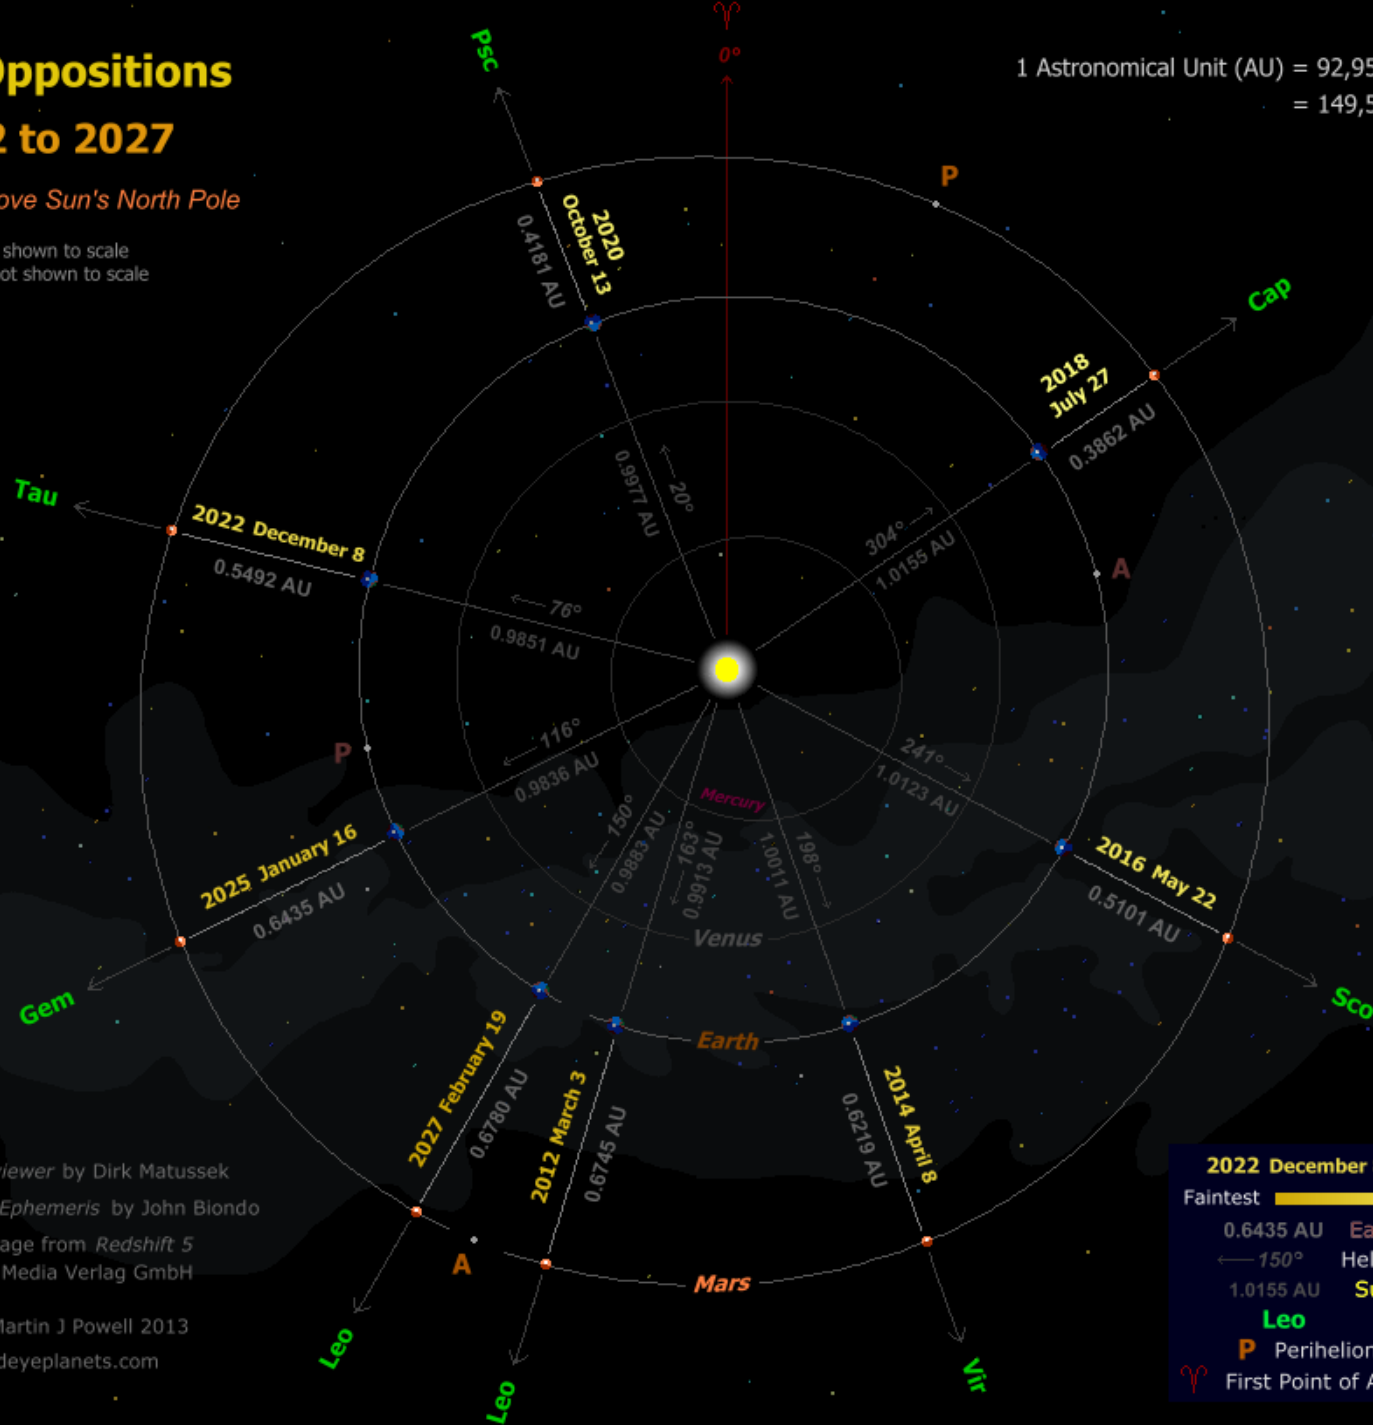 Oppositions
2 to 2027
ove Sun's North Pole
shown to scale
ot shown to scale
1 Astronomical Unit (AU) = 92,95
= 149,5
0°
Psc
P
Cap
2020
October 13
0.4181 AU
2018
July 27
0.3862 AU
Tau
2022 December 8
0.5492 AU
0.9977 AU
20°
304°
1.0155 AU
A
76°
0.9851 AU
P
116°
0.9836 AU
241°
1.0123 AU
Mercury
150°
0.9883 AU
163°
0.9913 AU
1.0011 AU
198°
2025 January 16
0.6435 AU
2016 May 22
0.5101 AU
Venus
Gem
Sco
Earth
2027 February 19
0.6780 AU
2012 March 3
0.6745 AU
0.6219 AU
2014 April 8
A
Mars
Leo
Leo
Vir
iewer by Dirk Matussek
Ephemeris by John Biondo
age from Redshift 5
Media Verlag GmbH
Martin J Powell 2013
deyeplanets.com
2022 December
Faintest
0.6435 AU Ea
150° Hel
1.0155 AU Su
Leo
P Perihelion
First Point of A